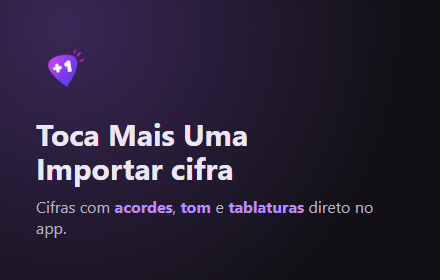 +1
Toca Mais Uma
Importar cifra
Cifras com acordes, tom e tablaturas direto no
app.